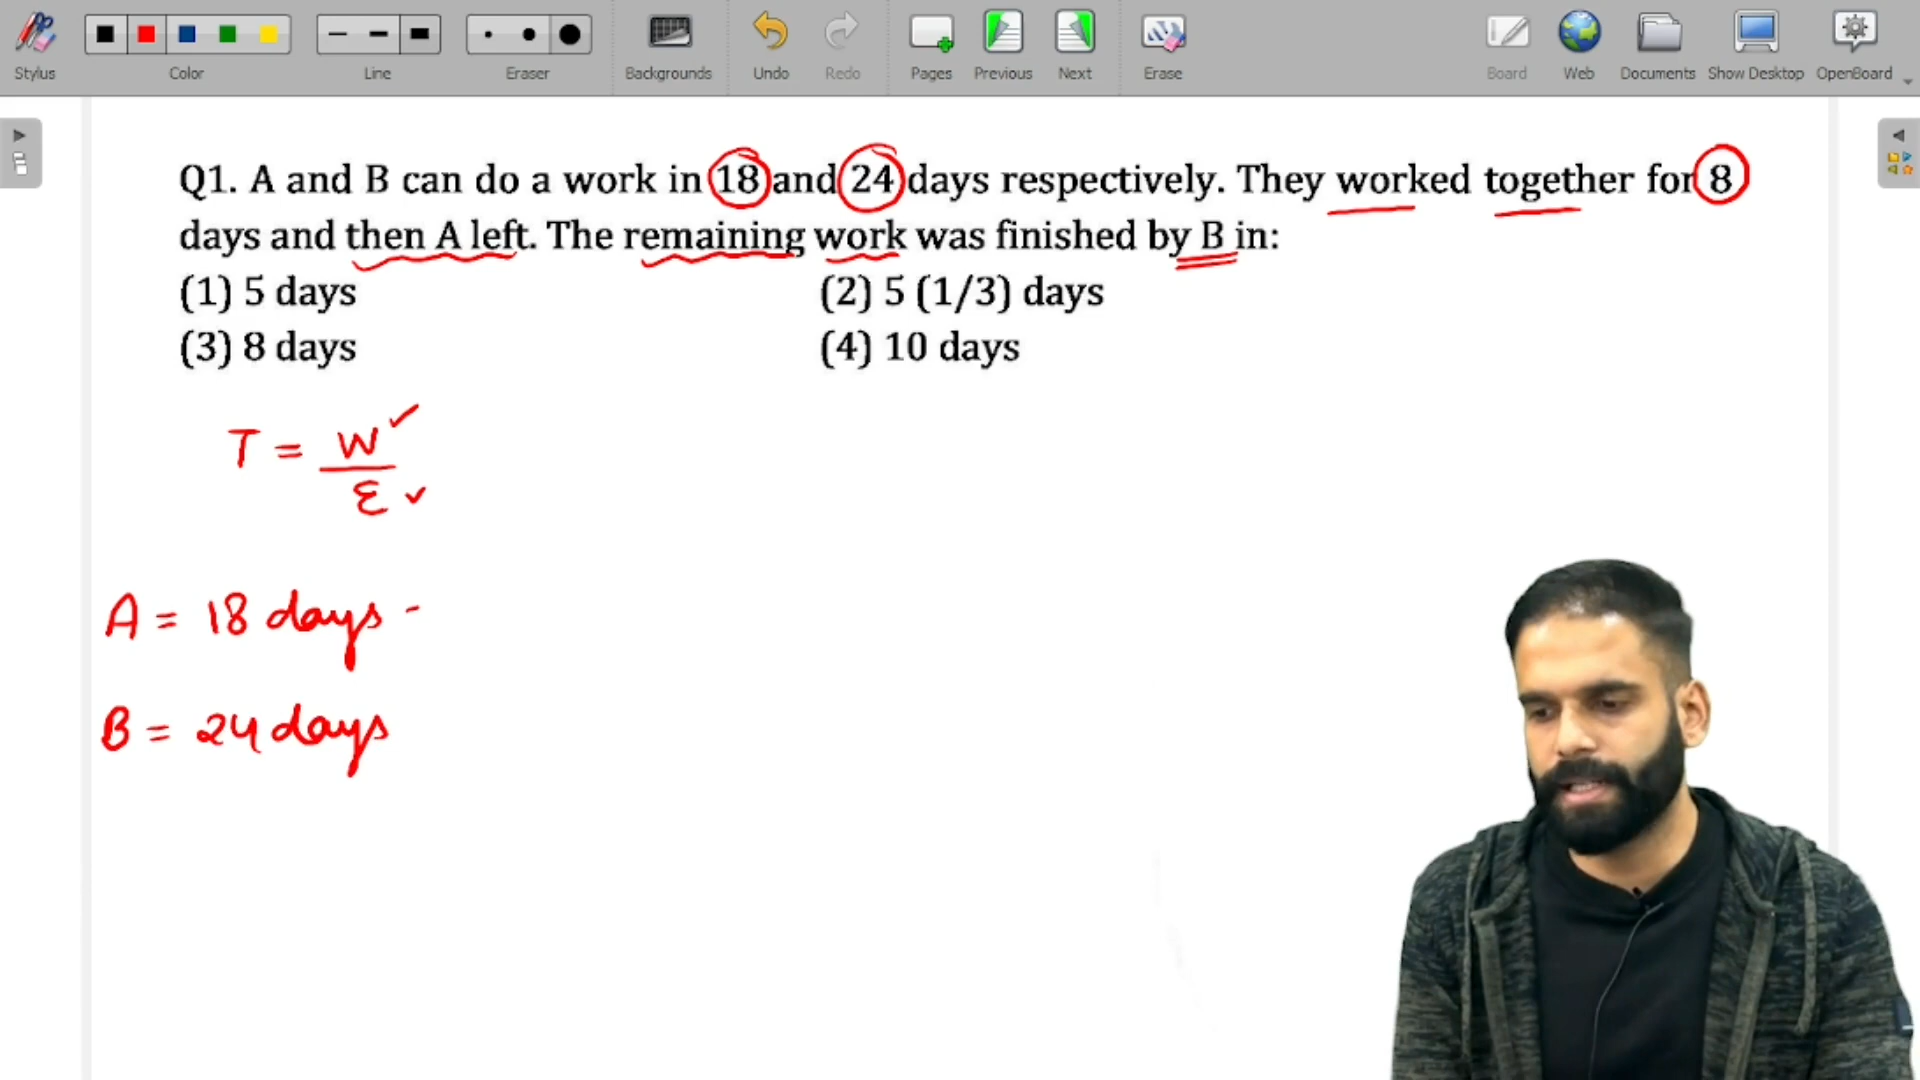 Stylus
Color
Line
Eraser
Backgrounds
Undo
Redo
Pages
Previous
Next
Erase
Board
Web
Documents
Show Desktop
OpenBoard
Q1. A and B can do a work in 18 and 24 days respectively. They worked together for 8
days and then A left. The remaining work was finished by B in:
(1) 5 days
(2) 5 (1/3) days
(3) 8 days
(4) 10 days
T = W
E
A = 18 days -
B = 24 days